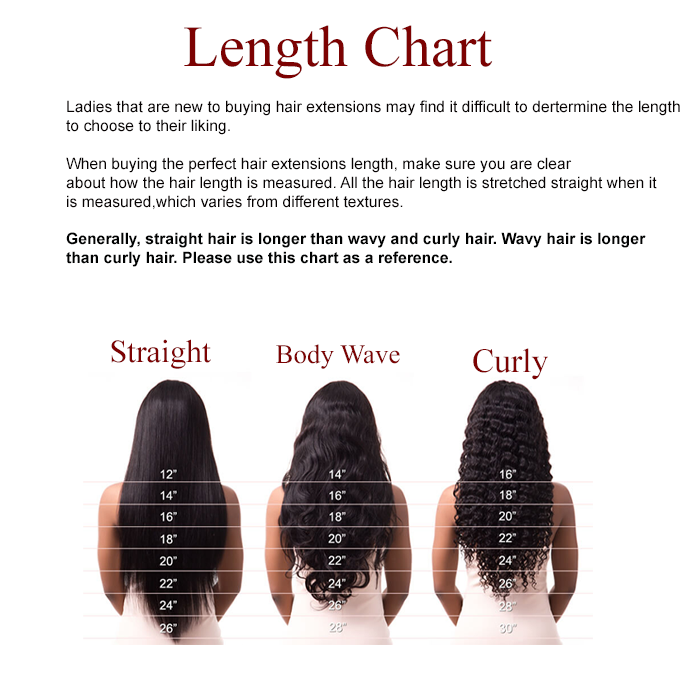 Length Chart
Ladies that are new to buying hair extensions may find it difficult to dertermine the length
to choose to their liking.
When buying the perfect hair extensions length, make sure you are clear
about how the hair length is measured. All the hair length is stretched straight when it
is measured,which varies from different textures.
Generally, straight hair is longer than wavy and curly hair. Wavy hair is longer
than curly hair. Please use this chart as a reference.
Straight Body Wave Curly
12” 14” 16”
14” 16” 18”
16” 18” 20”
18” 20” 22”
20” 22” 24”
22” 24” 26”
24” 26” 28”
26” 28” 30”